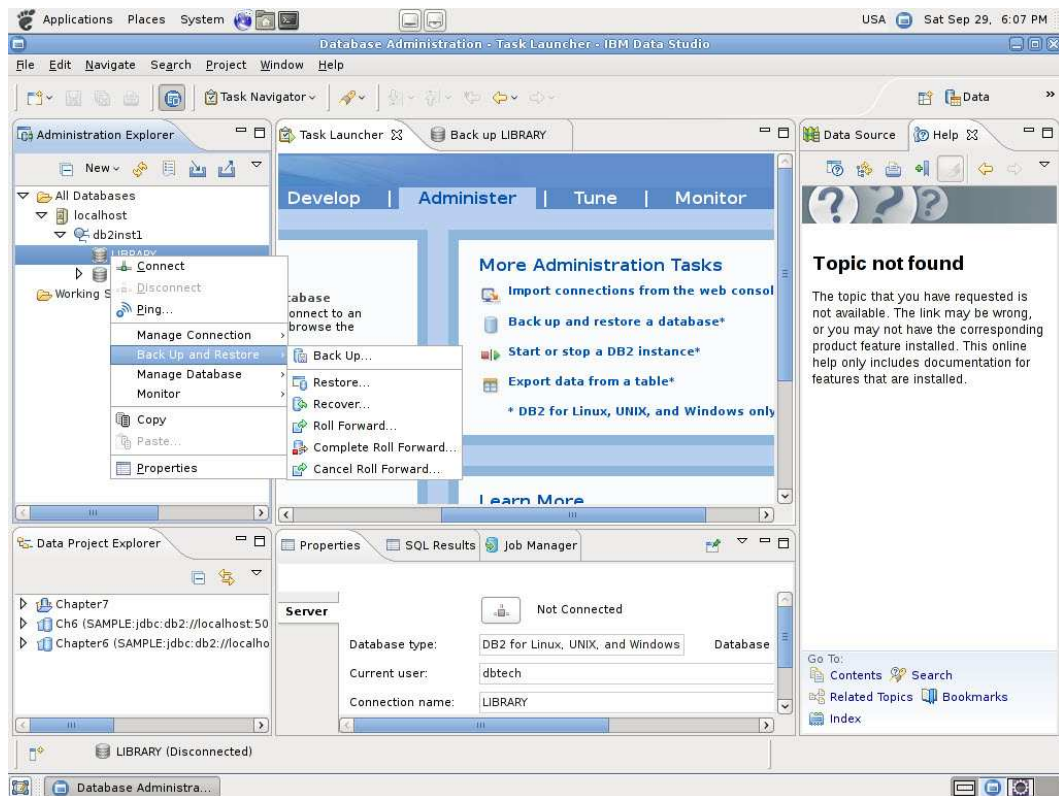 Applications Places System USA Sat Sep 29, 6:07 PM
Database Administration - Task Launcher - IBM Data Studio
File Edit Navigate Search Project Window Help
Task Navigator Data »
Administration Explorer
New
All Databases
localhost
db2inst1
LIBRARY
Working S
Connect
Disconnect
Ping...
Manage Connection
Back Up and Restore
Manage Database
Monitor
Copy
Paste...
Properties
Back Up...
Restore...
Recover...
Roll Forward...
Complete Roll Forward...
Cancel Roll Forward...
Task Launcher Back up LIBRARY
Develop | Administer | Tune | Monitor
tabase
onnect to an
browse the
More Administration Tasks
Import connections from the web consol
Back up and restore a database*
Start or stop a DB2 instance*
Export data from a table*
* DB2 for Linux, UNIX, and Windows only
Learn More
Data Source Help
Topic not found
The topic that you have requested is
not available. The link may be wrong,
or you may not have the corresponding
product feature installed. This online
help only includes documentation for
features that are installed.
Go To:
Contents Search
Related Topics Bookmarks
Index
Data Project Explorer
Chapter7
Ch6 (SAMPLE:jdbc:db2://localhost:50
Chapter6 (SAMPLE:jdbc:db2://localho
Properties SQL Results Job Manager
Server
Not Connected
Database type: DB2 for Linux, UNIX, and Windows Database
Current user: dbtech
Connection name: LIBRARY
LIBRARY (Disconnected)
Database Administra...